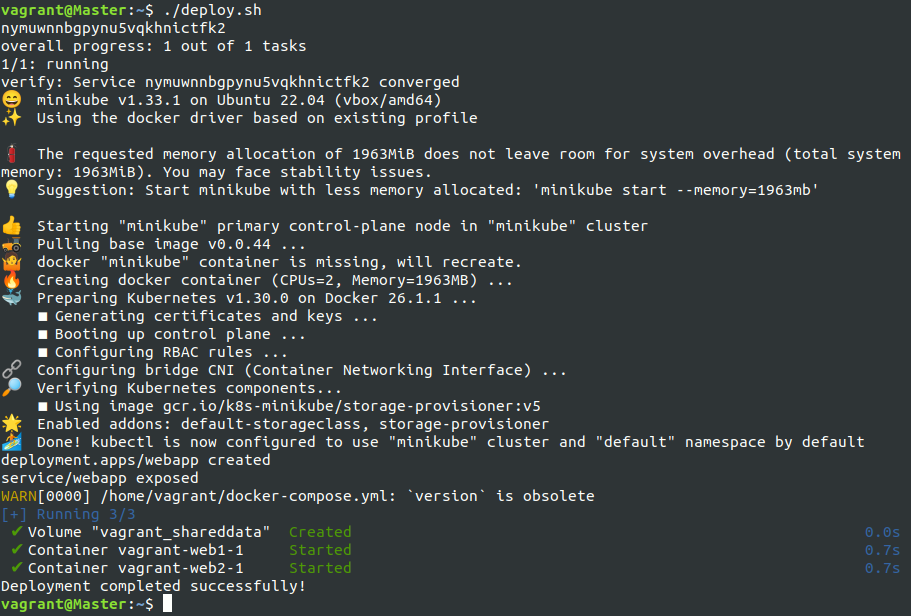 vagrant@Master:~$ ./deploy.sh
nymuwnnbgpynu5vqkhnictfk2
overall progress: 1 out of 1 tasks
1/1: running
verify: Service nymuwnnbgpynu5vqkhnictfk2 converged
😄  minikube v1.33.1 on Ubuntu 22.04 (vbox/amd64)
✨  Using the docker driver based on existing profile
🧯  The requested memory allocation of 1963MiB does not leave room for system overhead (total system
memory: 1963MiB). You may face stability issues.
💡  Suggestion: Start minikube with less memory allocated: 'minikube start --memory=1963mb'
👍  Starting "minikube" primary control-plane node in "minikube" cluster
🚜  Pulling base image v0.0.44 ...
🤷  docker "minikube" container is missing, will recreate.
🔥  Creating docker container (CPUs=2, Memory=1963MB) ...
🐳  Preparing Kubernetes v1.30.0 on Docker 26.1.1 ...
    ■ Generating certificates and keys ...
    ■ Booting up control plane ...
    ■ Configuring RBAC rules ...
🔗  Configuring bridge CNI (Container Networking Interface) ...
🔎  Verifying Kubernetes components...
    ■ Using image gcr.io/k8s-minikube/storage-provisioner:v5
🌟  Enabled addons: default-storageclass, storage-provisioner
🏄  Done! kubectl is now configured to use "minikube" cluster and "default" namespace by default
deployment.apps/webapp created
service/webapp exposed
WARN[0000] /home/vagrant/docker-compose.yml: `version` is obsolete
[+] Running 3/3
 ✔ Volume "vagrant_shareddata"  Created 0.0s
 ✔ Container vagrant-web1-1     Started 0.7s
 ✔ Container vagrant-web2-1     Started 0.7s
Deployment completed successfully!
vagrant@Master:~$